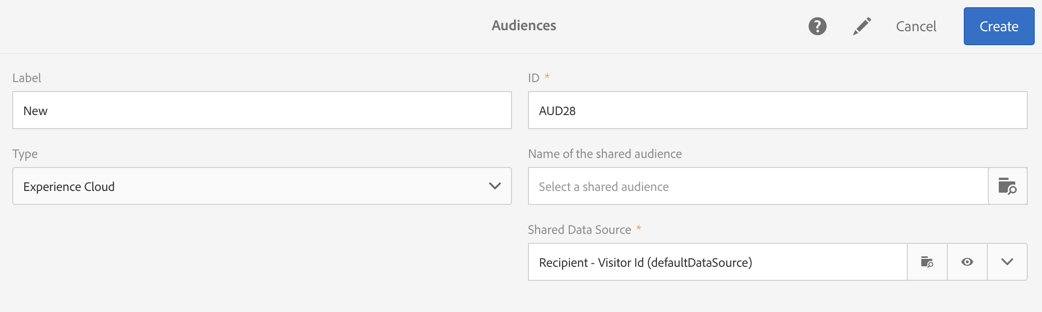 Audiences
Cancel
Create
Label
ID *
New
AUD28
Type
Name of the shared audience
Experience Cloud
Select a shared audience
Shared Data Source *
Recipient - Visitor Id (defaultDataSource)